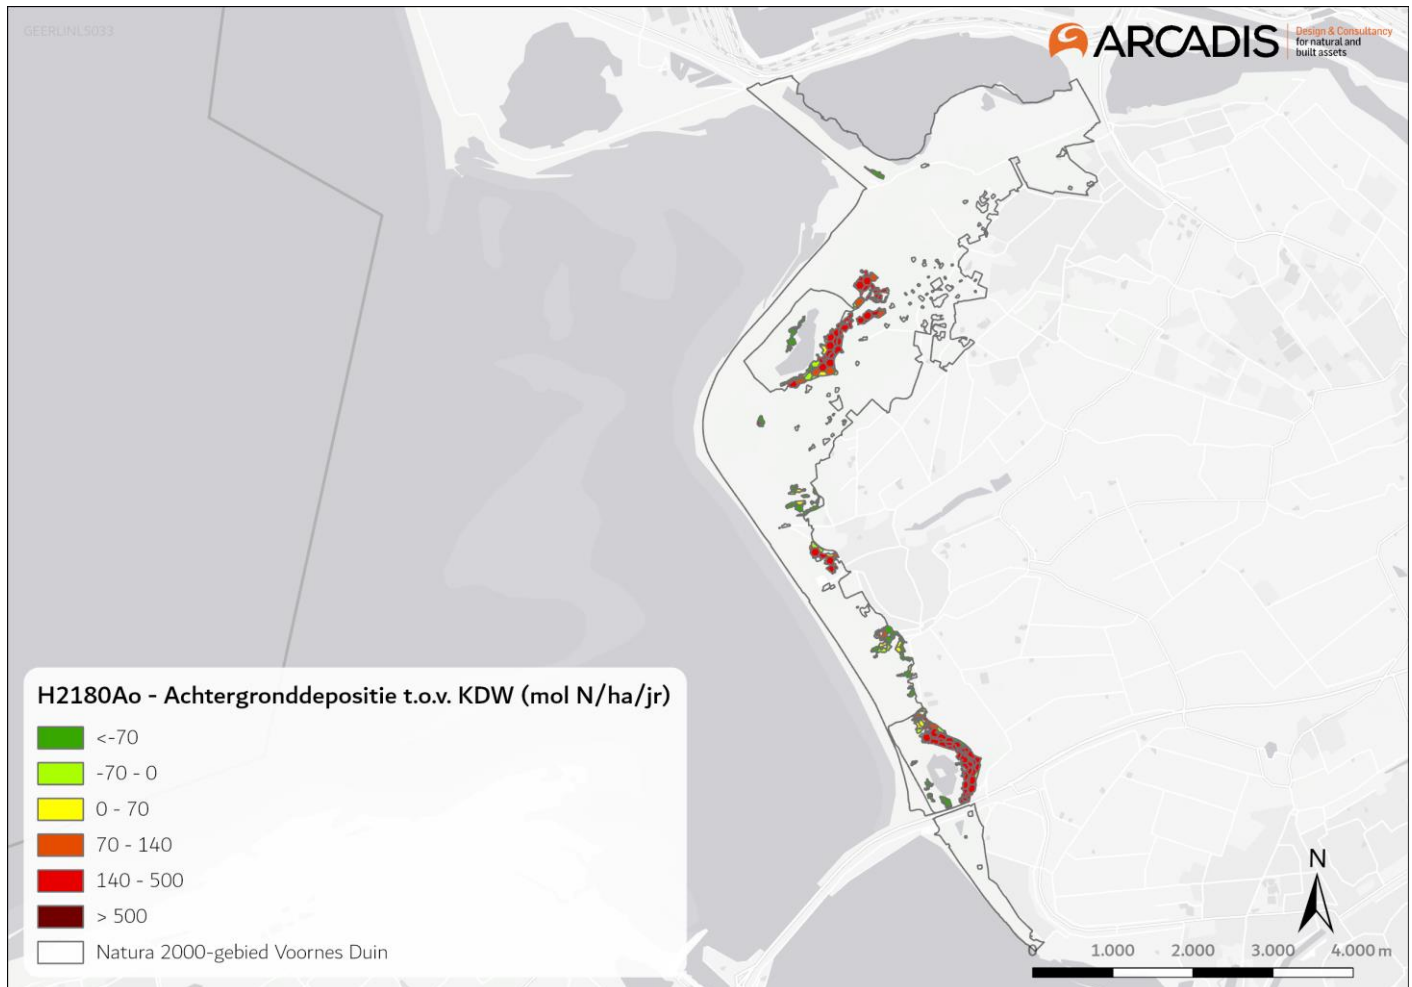 GEERLINL5033
ARCADIS
Design & Consultancy
for natural and
built assets
H2180Ao - Achtergronddepositie t.o.v. KDW (mol N/ha/jr)
<-70
-70 - 0
0 - 70
70 - 140
140 - 500
> 500
Natura 2000-gebied Voornes Duin
N
0 1.000 2.000 3.000 4.000 m